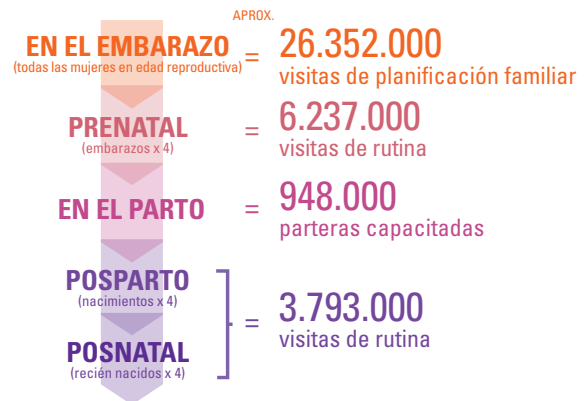 APROX.
EN EL EMBARAZO = 26.352.000
(todas las mujeres en edad reproductiva)
visitas de planificación familiar
PRENATAL = 6.237.000
(embarazos x 4)
visitas de rutina
EN EL PARTO = 948.000
parteras capacitadas
POSPARTO
(nacimientos x 4)
= 3.793.000
visitas de rutina
POSNATAL
(recién nacidos x 4)